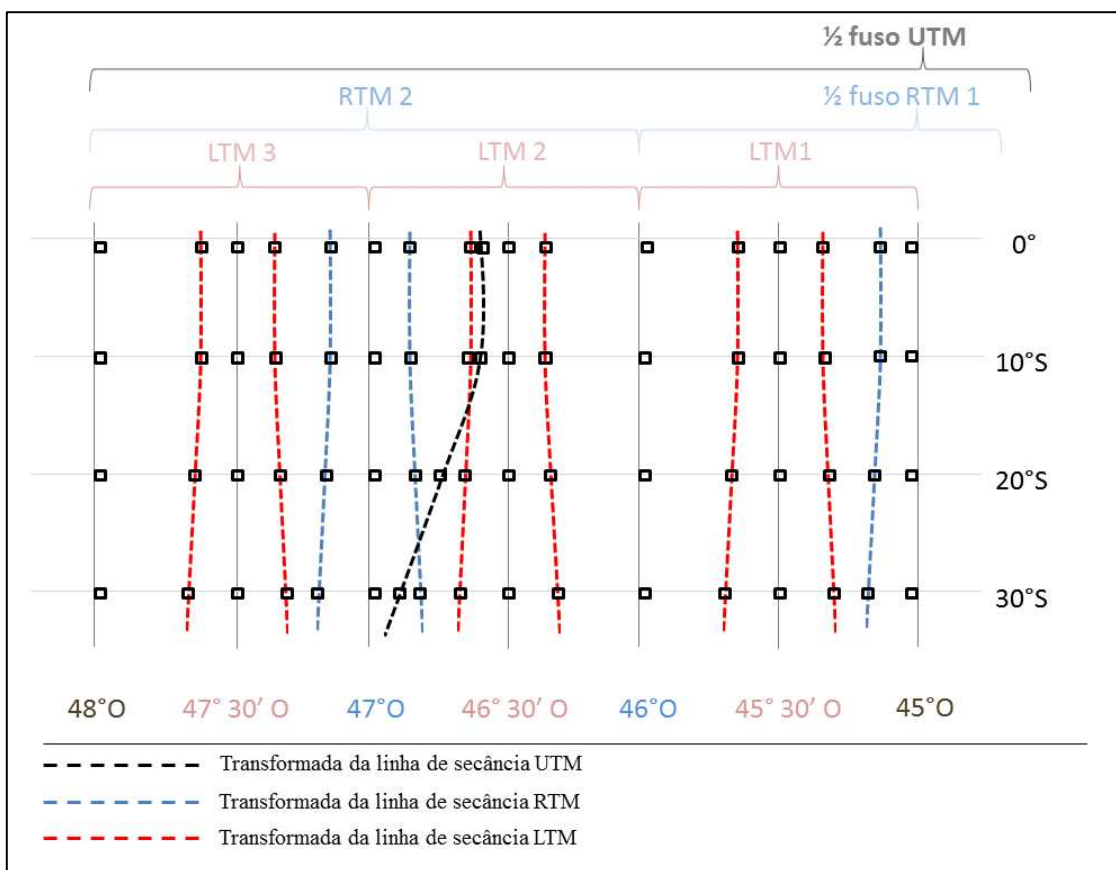 ½ fuso UTM
RTM 2
½ fuso RTM 1
LTM 3
LTM 2
LTM1
0°
10°S
20°S
30°S
48°O
47° 30’ O
47°O
46° 30’ O
46°O
45° 30’ O
45°O
Transformada da linha de secância UTM
Transformada da linha de secância RTM
Transformada da linha de secância LTM